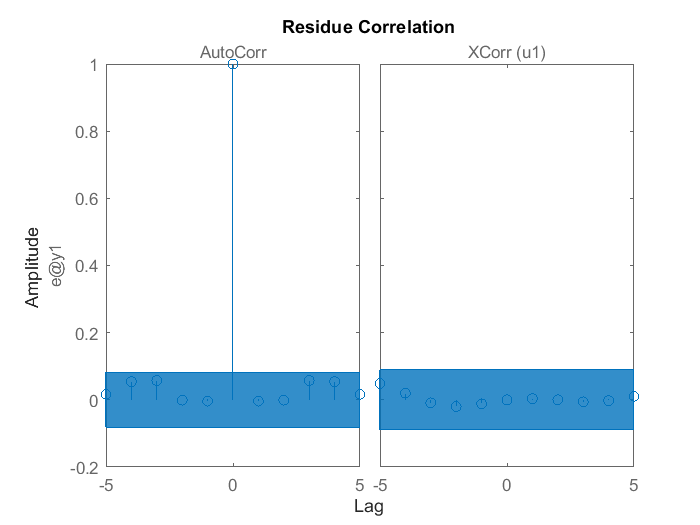 Residue Correlation
AutoCorr
XCorr (u1)
1
0.8
0.6
0.4
0.2
0
-0.2
Amplitude
e@y1
-5
0
5
-5
0
5
Lag